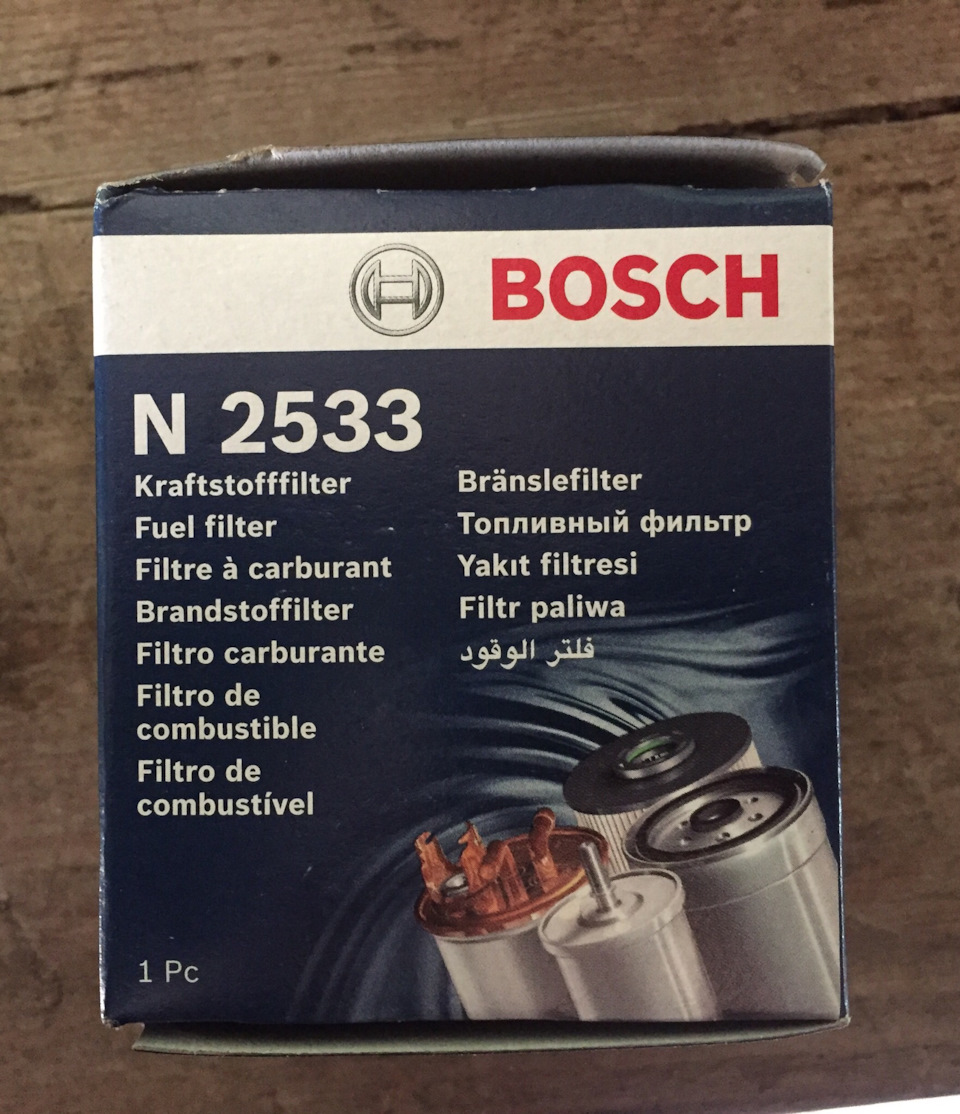 BOSCH
N 2533
Kraftstofffilter
Fuel filter
Filtre à carburant
Brandstoffilter
Filtro carburante
Filtro de
combustible
Filtro de
combustível
Bränslefilter
Топливный фильтр
Yakıt filtresi
Filtr paliwa
فلتر الوقود
1 Pc